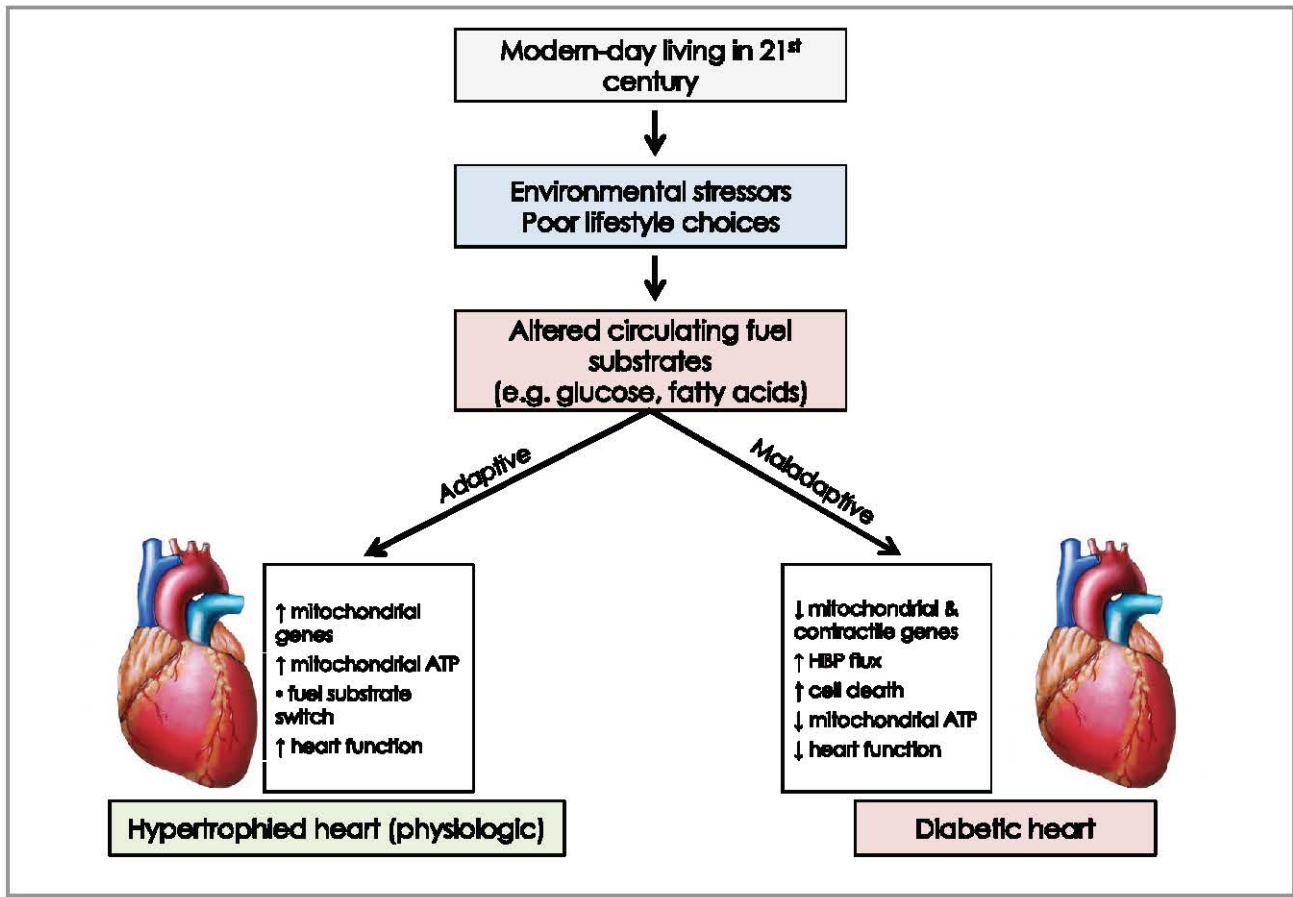 Modern-day living in 21st
century
Environmental stressors
Poor lifestyle choices
Altered circulating fuel
substrates
(e.g. glucose, fatty acids)
Adaptive
Maladaptive
↑ mitochondrial
genes
↑ mitochondrial ATP
• fuel substrate
switch
↑ heart function
↓ mitochondrial &
contractile genes
↑ HBP flux
↑ cell death
↓ mitochondrial ATP
↓ heart function
Hypertrophied heart (physiologic)
Diabetic heart